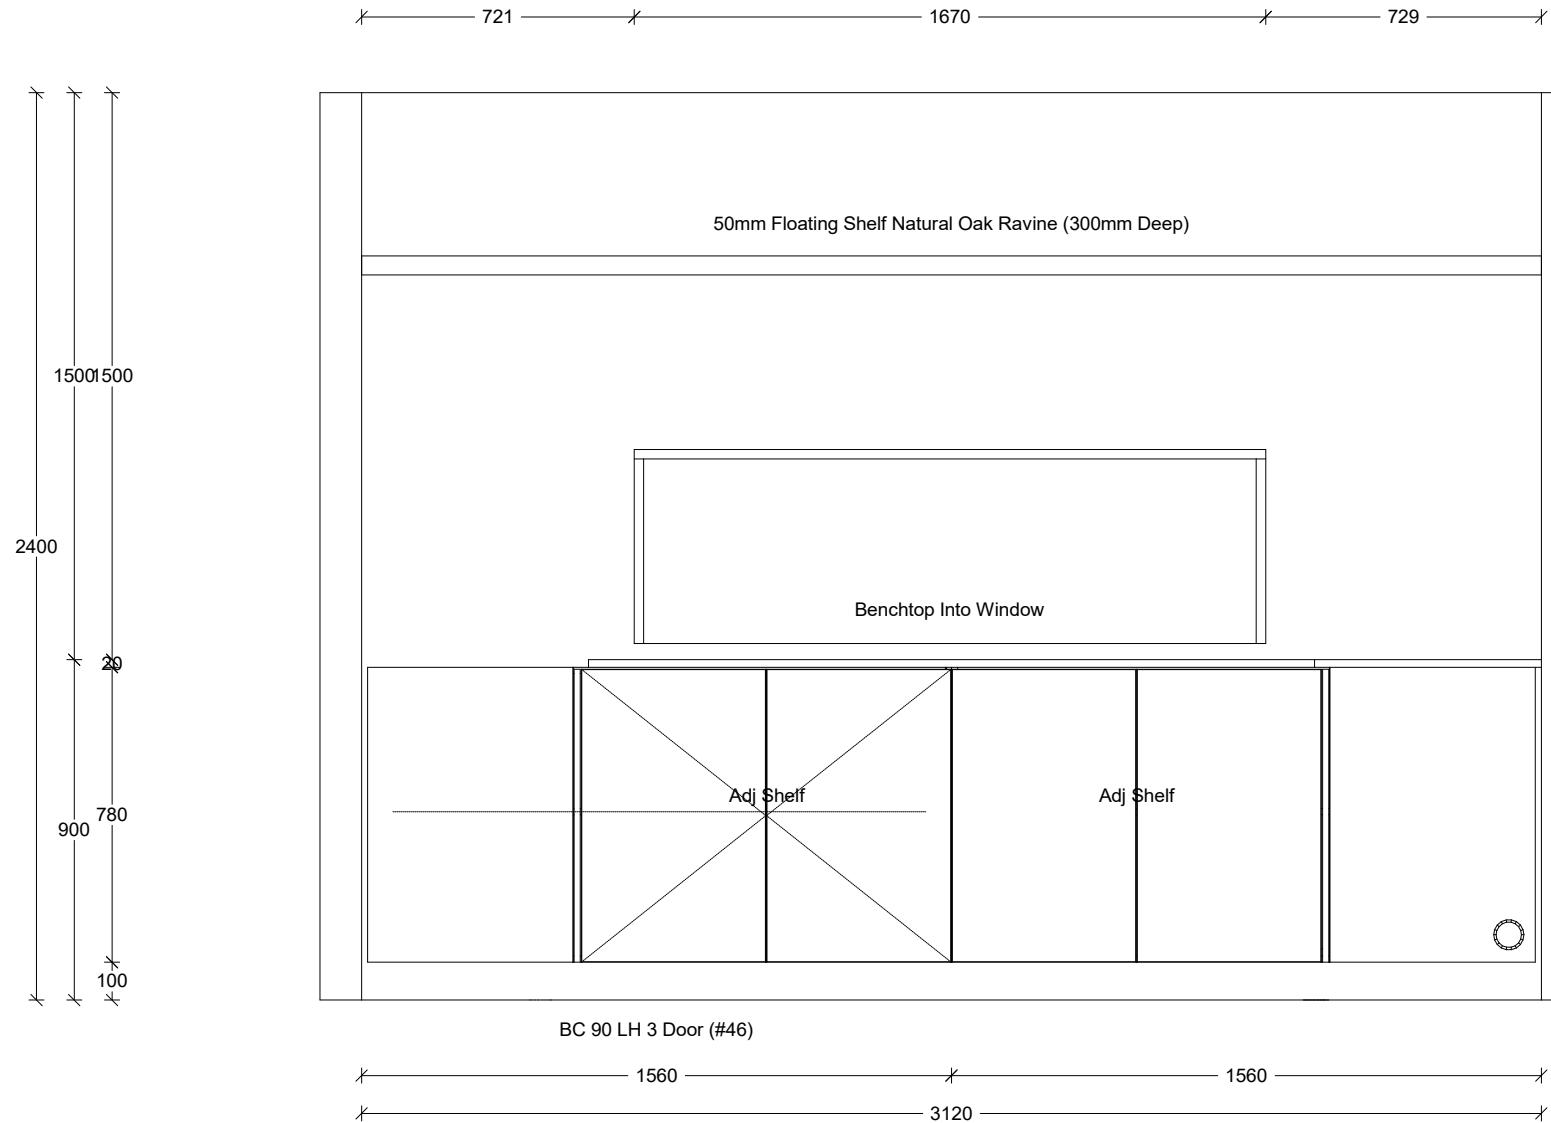 721
1670
729
50mm Floating Shelf Natural Oak Ravine (300mm Deep)
1500
1500
2400
Benchtop Into Window
20
Adj Shelf
Adj Shelf
780
900
100
BC 90 LH 3 Door (#46)
1560
1560
3120